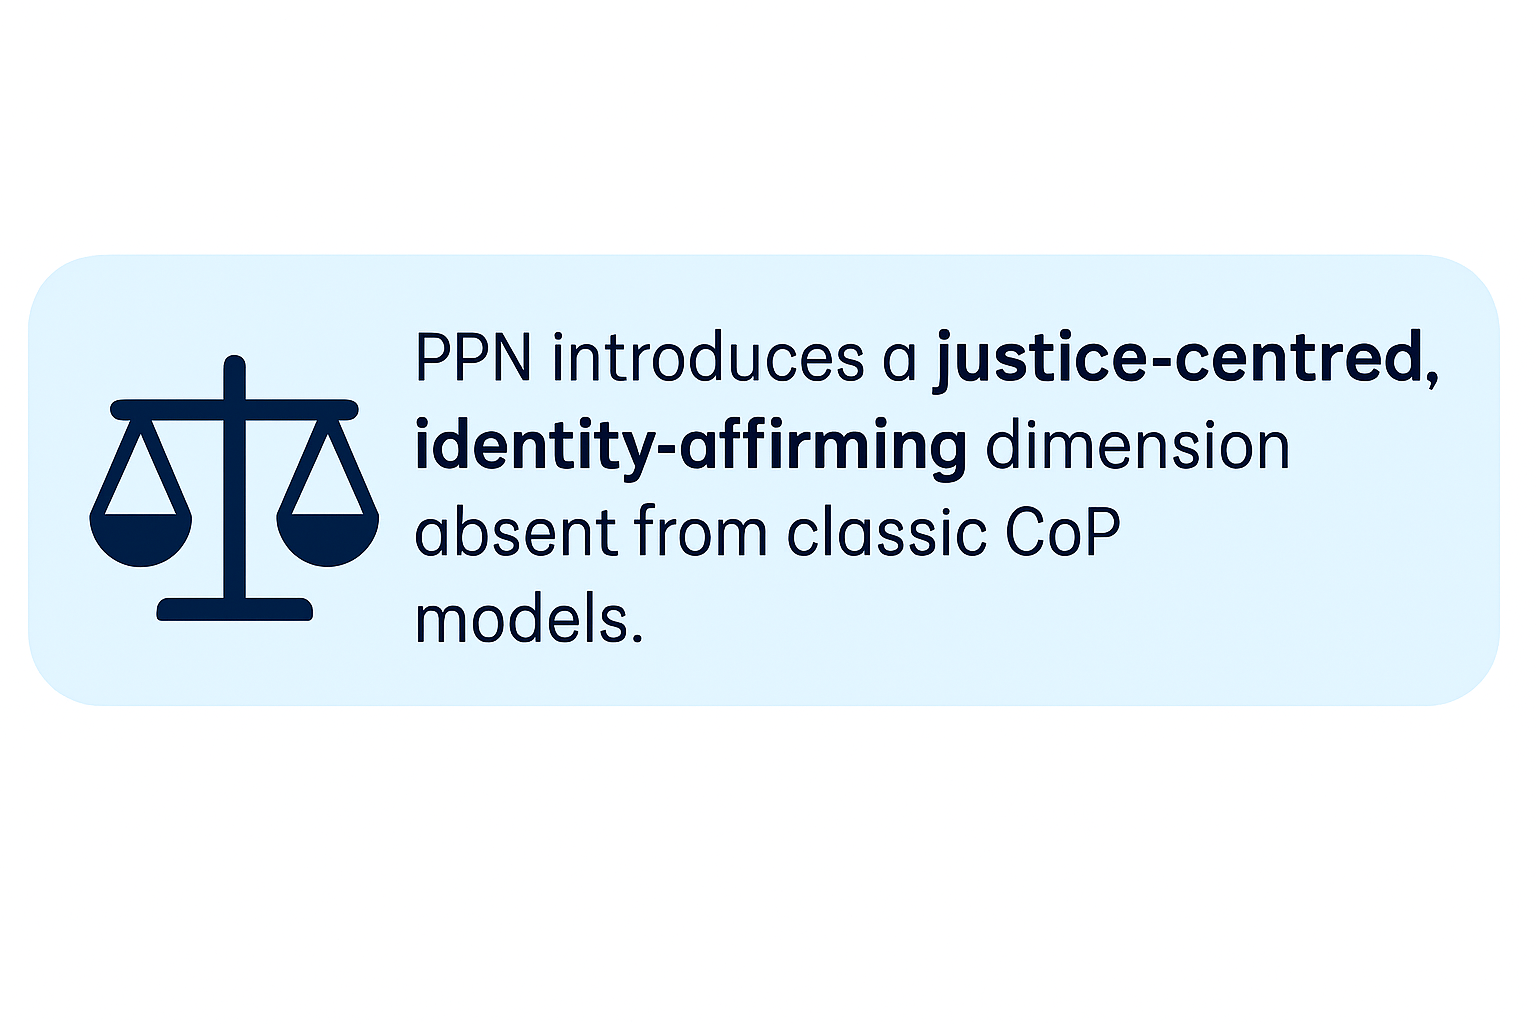 PPN introduces a justice-centred,
identity-affirming dimension
absent from classic CoP
models.